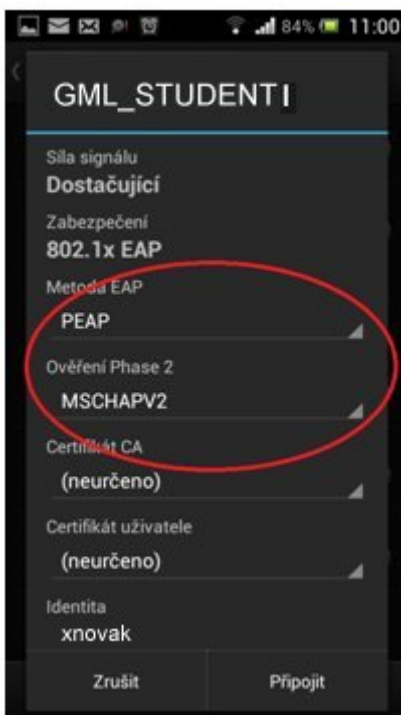 84% 11:00
GML_STUDENTI
Síla signálu
Dostačující
Zabezpečení
802.1x EAP
Metoda EAP
PEAP
Ověření Phase 2
MSCHAPV2
Certifikát CA
(neurčeno)
Certifikát uživatele
(neurčeno)
Identita
xnovak
Zrušit Připojit